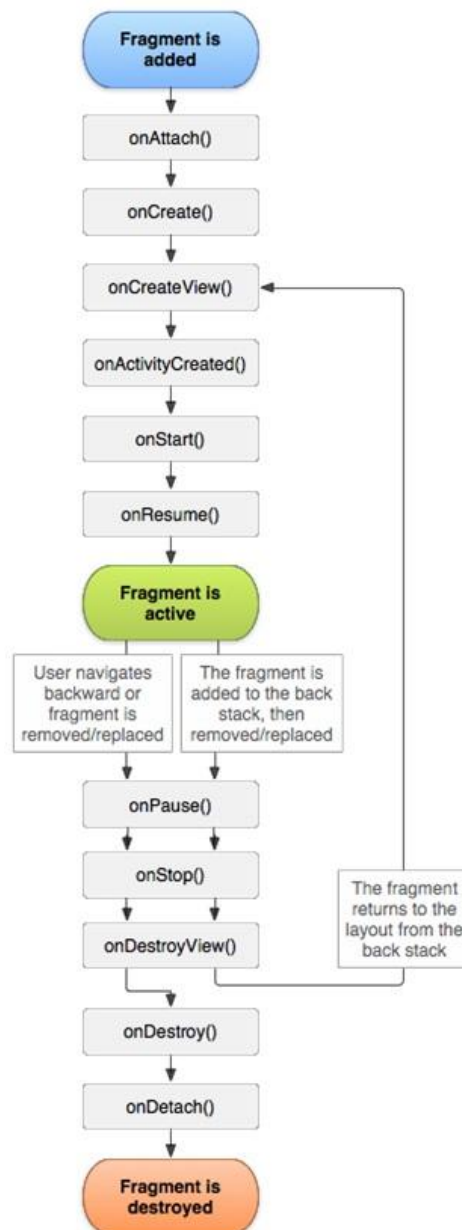 Fragment is
added
onAttach()
onCreate()
onCreateView()
onActivityCreated()
onStart()
onResume()
Fragment is
active
User navigates
backward or
fragment is
removed/replaced
The fragment is
added to the back
stack, then
removed/replaced
onPause()
onStop()
onDestroyView()
The fragment
returns to the
layout from the
back stack
onDestroy()
onDetach()
Fragment is
destroyed